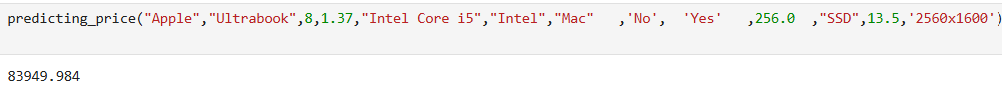 predicting_price("Apple","Ultrabook",8,1.37,"Intel Core i5","Intel","Mac"   ,'No',  'Yes'   ,256.0  ,"SSD",13.5,'2560x1600')
83949.984